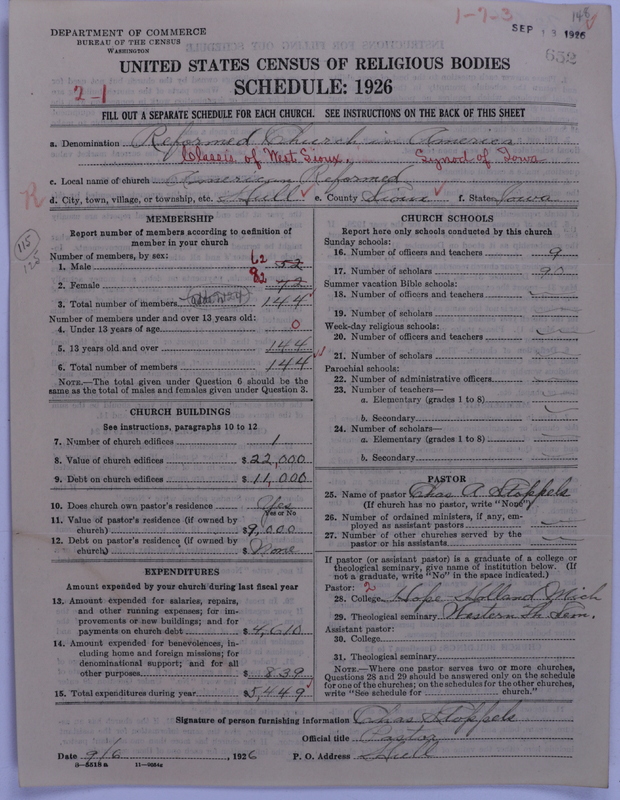 1-7-3
148
SEP 13 1926
652
DEPARTMENT OF COMMERCE
BUREAU OF THE CENSUS
WASHINGTON
UNITED STATES CENSUS OF RELIGIOUS BODIES
SCHEDULE: 1926
2-1
FILL OUT A SEPARATE SCHEDULE FOR EACH CHURCH. SEE INSTRUCTIONS ON THE BACK OF THIS SHEET
a. Denomination Reformed Church in America
Classis of West Sioux, Synod of Iowa
c. Local name of church American Reformed
R
d. City, town, village, or township, etc. Hull e. County Sioux f. State Iowa
115
125
MEMBERSHIP
Report number of members according to definition of
member in your church
Number of members, by sex:
1. Male 62 52
2. Female 82 72
3. Total number of members 144
Number of members under and over 13 years old:
4. Under 13 years of age 0
5. 13 years old and over 144
6. Total number of members 144
NOTE.—The total given under Question 6 should be the
same as the total of males and females given under Question 3.
CHURCH BUILDINGS
See instructions, paragraphs 10 to 12
7. Number of church edifices 1
8. Value of church edifices $22,000
9. Debt on church edifices $11,000
10. Does church own pastor's residence Yes
Yes or No
11. Value of pastor's residence (if owned by
church) $7,000
12. Debt on pastor's residence (if owned by
church) $None
EXPENDITURES
Amount expended by your church during last fiscal year
13. Amount expended for salaries, repairs,
and other running expenses; for im-
provements or new buildings; and for
payments on church debt $4,610
14. Amount expended for benevolences, in-
cluding home and foreign missions; for
denominational support; and for all
other purposes $839
15. Total expenditures during year $5,449
CHURCH SCHOOLS
Report here only schools conducted by this church
Sunday schools:
16. Number of officers and teachers 9
17. Number of scholars 90
Summer vacation Bible schools:
18. Number of officers and teachers
19. Number of scholars
Week-day religious schools:
20. Number of officers and teachers
21. Number of scholars
Parochial schools:
22. Number of administrative officers
23. Number of teachers—
a. Elementary (grades 1 to 8)
b. Secondary
24. Number of scholars—
a. Elementary (grades 1 to 8)
b. Secondary
PASTOR
25. Name of pastor Chas A Stoppels
(If church has no pastor, write "None")
26. Number of ordained ministers, if any, em-
ployed as assistant pastors
27. Number of other churches served by the
pastor or his assistants
If pastor (or assistant pastor) is a graduate of a college or
theological seminary, give name of institution below. (If
not a graduate, write "No" in the space indicated.)
Pastor: 2
28. College Hope Holland Mich
29. Theological seminary Western Th. Sem.
Assistant pastor:
30. College
31. Theological seminary
NOTE.—Where one pastor serves two or more churches,
Questions 28 and 29 should be answered only on the schedule
for one of the churches; on the schedules for the other churches,
write "See schedule for church."
Signature of person furnishing information Chas Stoppels
Official title Pastor
Date 9/6, 1926 P. O. Address Hull
8-5518a 11-9264